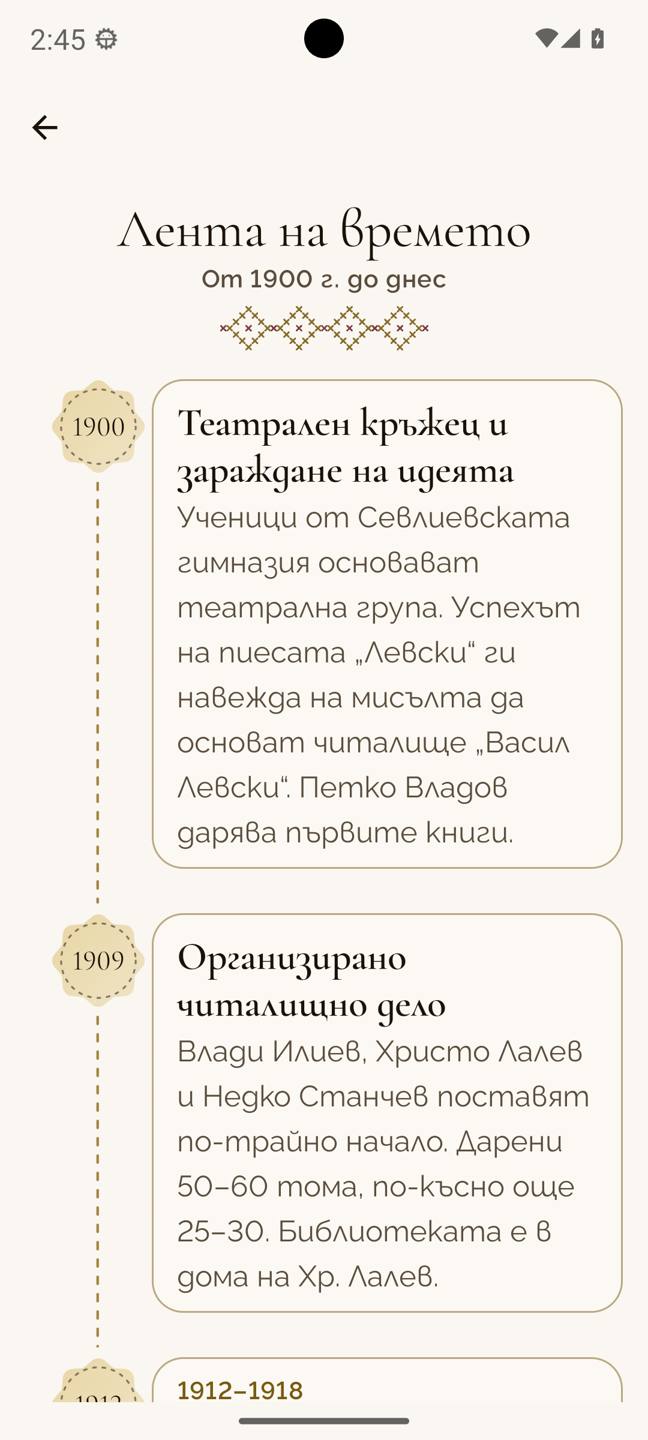 2:45
Лента на времето
От 1900 г. до днес
1900
Театрален кръжец и
зараждане на идеята
Ученици от Севлиевската
гимназия основават
театрална група. Успехът
на пиесата „Левски“ ги
навежда на мисълта да
основат читалище „Васил
Левски“. Петко Владов
дарява първите книги.
1909
Организирано
читалищно дело
Влади Илиев, Христо Лалев
и Недко Станчев поставят
по-трайно начало. Дарени
50–60 тома, по-късно още
25–30. Библиотеката е в
дома на Хр. Лалев.
1912
1912–1918